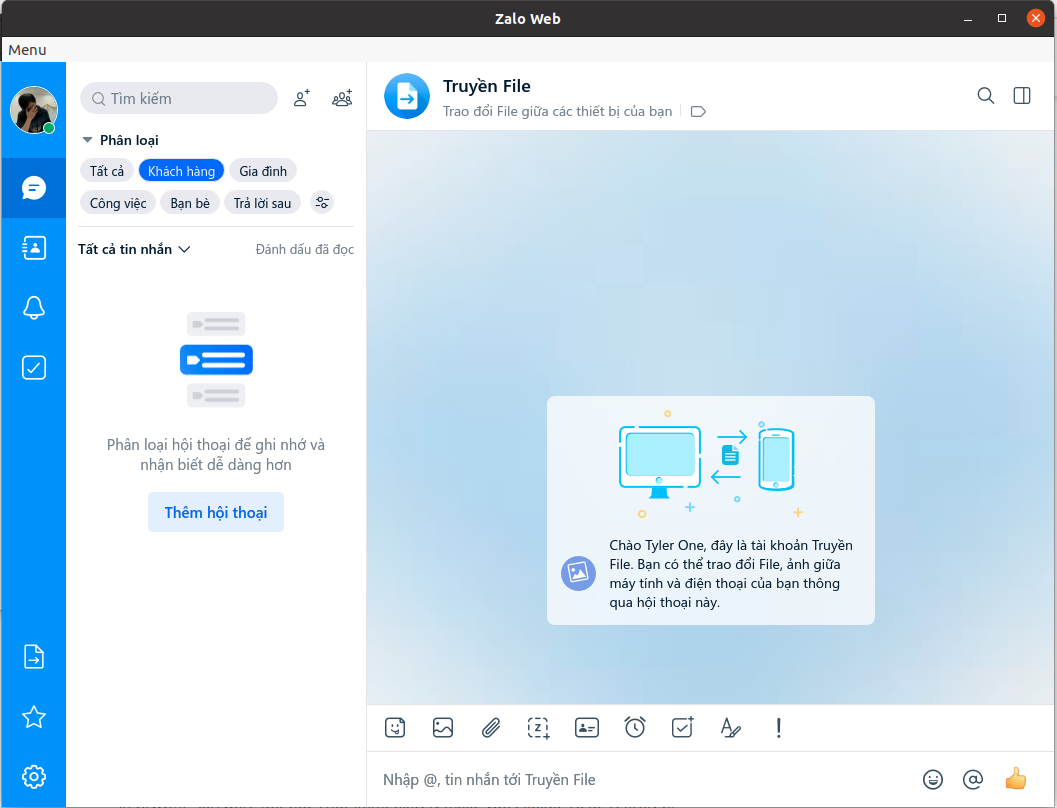 Zalo Web
Menu
Tìm kiếm
Phân loại
Tất cả
Khách hàng
Gia đình
Công việc
Bạn bè
Trả lời sau
Tất cả tin nhắn
Đánh dấu đã đọc
Phân loại hội thoại để ghi nhớ và
nhận biết dễ dàng hơn
Thêm hội thoại
Truyền File
Trao đổi File giữa các thiết bị của bạn
Chào Tyler One, đây là tài khoản Truyền
File. Bạn có thể trao đổi File, ảnh giữa
máy tính và điện thoại của bạn thông
qua hội thoại này.
Z
Nhập @, tin nhắn tới Truyền File